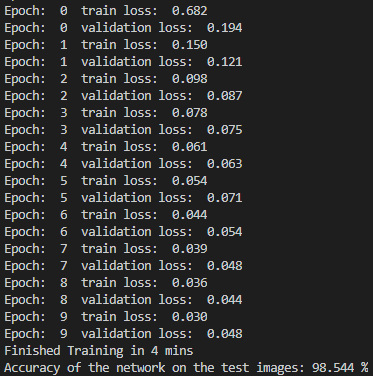 Epoch:  0  train loss:  0.682
Epoch:  0  validation loss:  0.194
Epoch:  1  train loss:  0.150
Epoch:  1  validation loss:  0.121
Epoch:  2  train loss:  0.098
Epoch:  2  validation loss:  0.087
Epoch:  3  train loss:  0.078
Epoch:  3  validation loss:  0.075
Epoch:  4  train loss:  0.061
Epoch:  4  validation loss:  0.063
Epoch:  5  train loss:  0.054
Epoch:  5  validation loss:  0.071
Epoch:  6  train loss:  0.044
Epoch:  6  validation loss:  0.054
Epoch:  7  train loss:  0.039
Epoch:  7  validation loss:  0.048
Epoch:  8  train loss:  0.036
Epoch:  8  validation loss:  0.044
Epoch:  9  train loss:  0.030
Epoch:  9  validation loss:  0.048
Finished Training in 4 mins
Accuracy of the network on the test images: 98.544 %